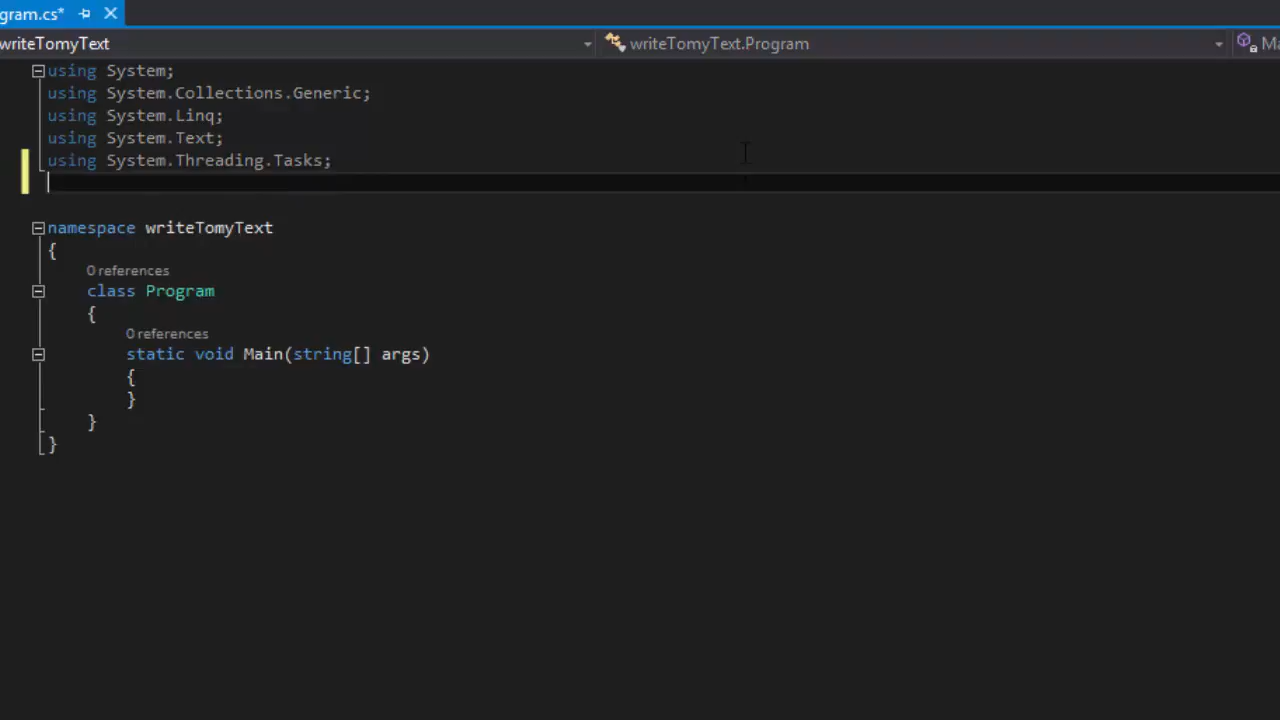 gram.cs*
writeTomyText writeTomyText.Program Ma
using System;
using System.Collections.Generic;
using System.Linq;
using System.Text;
using System.Threading.Tasks;
namespace writeTomyText
{
0 references
class Program
{
0 references
static void Main(string[] args)
{
}
}
}